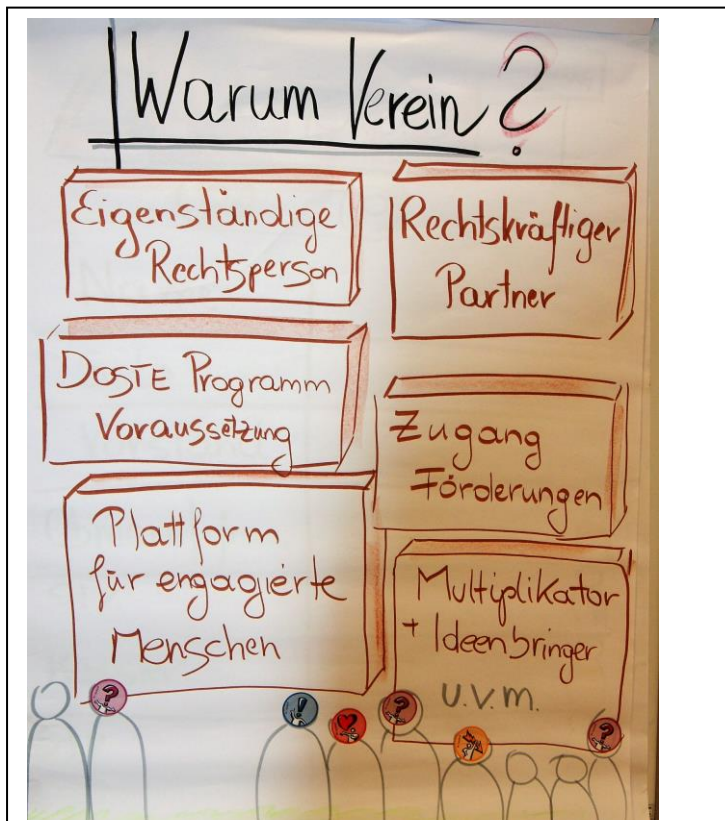 Warum Verein?
Eigenständige
Rechtsperson
Rechtskräftiger
Partner
DOSTE Programm
Voraussetzung
Zugang
Förderungen
Plattform
für engagierte
Menschen
Multiplikator
+ Ideenbringer
u.v.m.
? ! ? ?